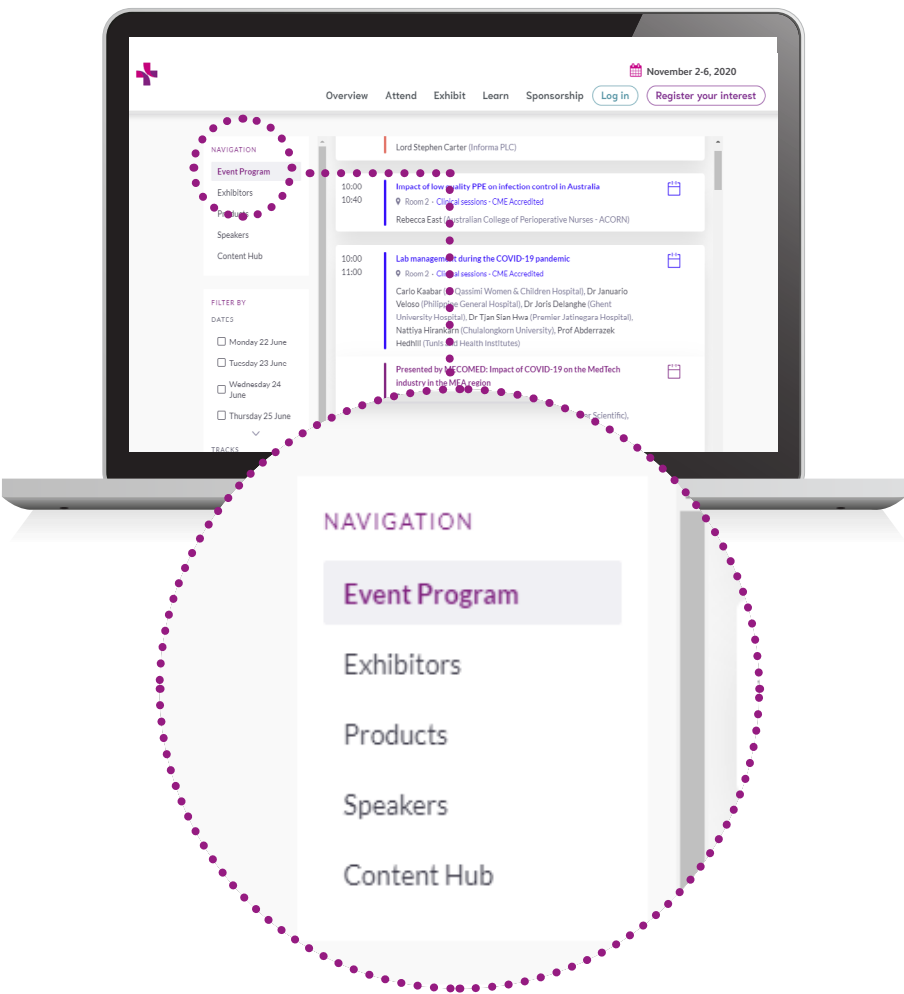 November 2-6, 2020
Overview Attend Exhibit Learn Sponsorship Log in Register your interest
NAVIGATION
Event Program
Exhibitors
Products
Speakers
Content Hub
FILTER BY
DATES
Monday 22 June
Tuesday 23 June
Wednesday 24
June
Thursday 25 June
TRACKS
Lord Stephen Carter (Informa PLC)
10:00
10:40
Impact of low quality PPE on infection control in Australia
Room 2 - Clinical sessions - CME Accredited
Rebecca East (Australian College of Perioperative Nurses - ACORN)
10:00
11:00
Lab management during the COVID-19 pandemic
Room 2 - Clinical sessions - CME Accredited
Carlo Kaabar ( Qassimi Women & Children Hospital), Dr Januario
Veloso (Philippine General Hospital), Dr Joris Delanghe (Ghent
University Hospital), Dr Tjan Sian Hwa (Premier Jatinegara Hospital),
Nattiya Hirankarn (Chulalongkorn University), Prof Abderrazek
Hedhili (Tunis and Health Institutes)
Presented by MECOMED: Impact of COVID-19 on the MedTech
industry in the MEA region
Scientific),
NAVIGATION
Event Program
Exhibitors
Products
Speakers
Content Hub